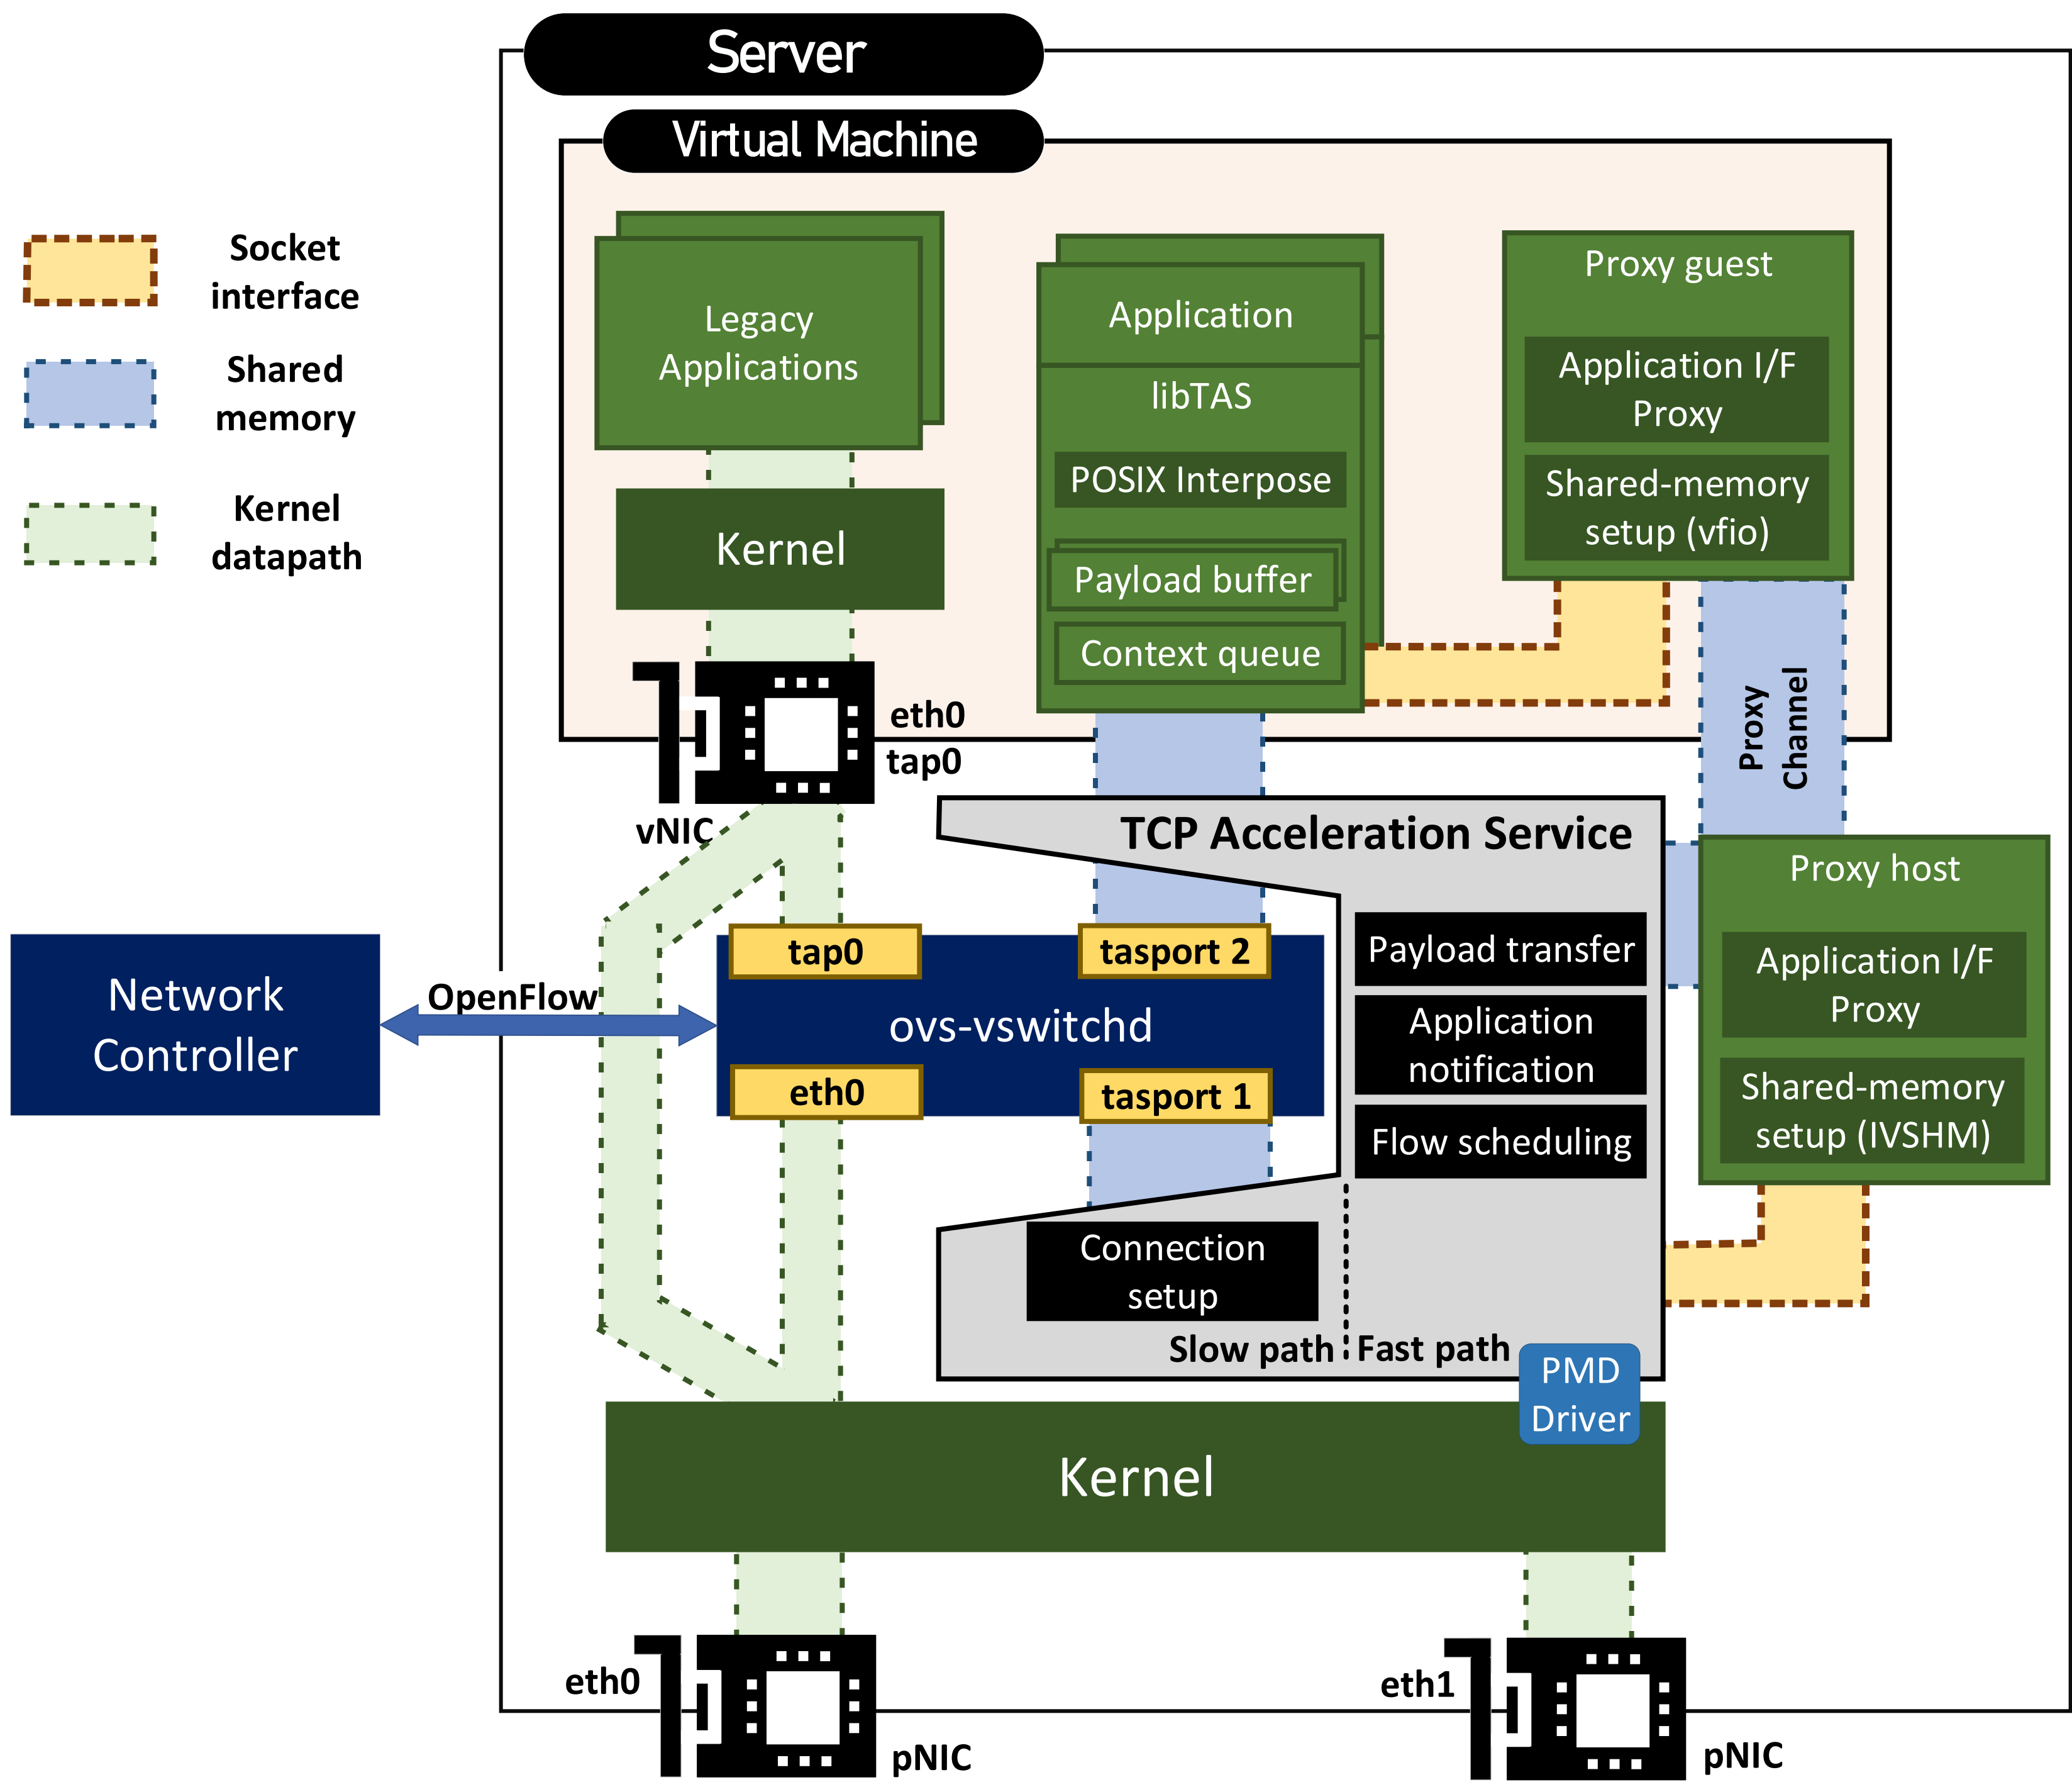 Server
Virtual Machine
Socket
interface
Shared
memory
Kernel
datapath
Legacy
Applications
Kernel
Application
libTAS
POSIX Interpose
Payload buffer
Context queue
Proxy guest
Application I/F
Proxy
Shared-memory
setup (vfio)
eth0
tap0
vNIC
Proxy
Channel
TCP Acceleration Service
Payload transfer
Application
notification
Flow scheduling
Connection
setup
Slow path
Fast path
PMD
Driver
Proxy host
Application I/F
Proxy
Shared-memory
setup (IVSHM)
Network
Controller
OpenFlow
tap0
tasport 2
ovs-vswitchd
eth0
tasport 1
Kernel
eth0
pNIC
eth1
pNIC